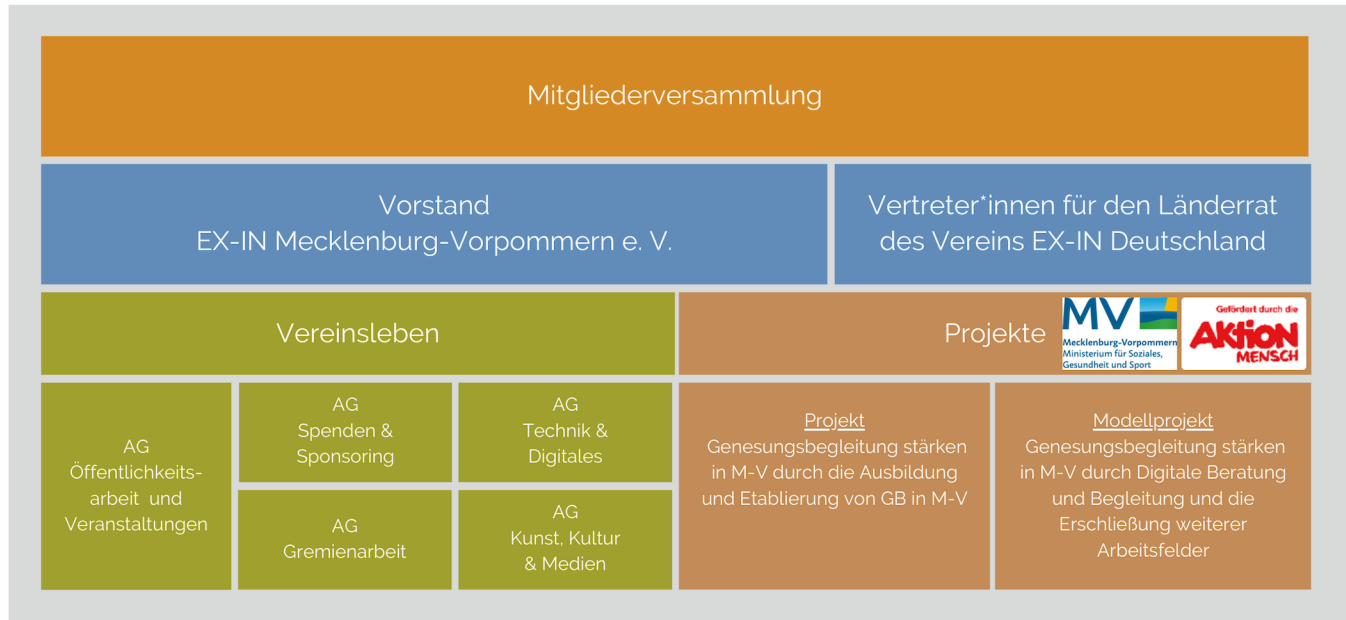 Mitgliederversammlung
Vorstand
EX-IN Mecklenburg-Vorpommern e. V.
Vertreter*innen für den Länderrat
des Vereins EX-IN Deutschland
Vereinsleben
Projekte
MV
Mecklenburg-Vorpommern
Ministerium für Soziales,
Gesundheit und Sport
Gefördert durch die
AKTION
MENSCH
AG
Öffentlichkeits-
arbeit und
Veranstaltungen
AG
Spenden &
Sponsoring
AG
Technik &
Digitales
AG
Gremienarbeit
AG
Kunst, Kultur
& Medien
Projekt
Genesungsbegleitung stärken
in M-V durch die Ausbildung
und Etablierung von GB in M-V
Modellprojekt
Genesungsbegleitung stärken
in M-V durch Digitale Beratung
und Begleitung und die
Erschließung weiterer
Arbeitsfelder